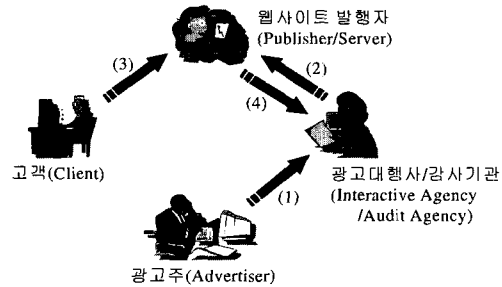 웹사이트 발행자
(Publisher/Server)
(3)
(2)
(4)
고객(Client)
광고대행사/감사기관
(Interactive Agency
/Audit Agency)
(1)
광고주(Advertiser)